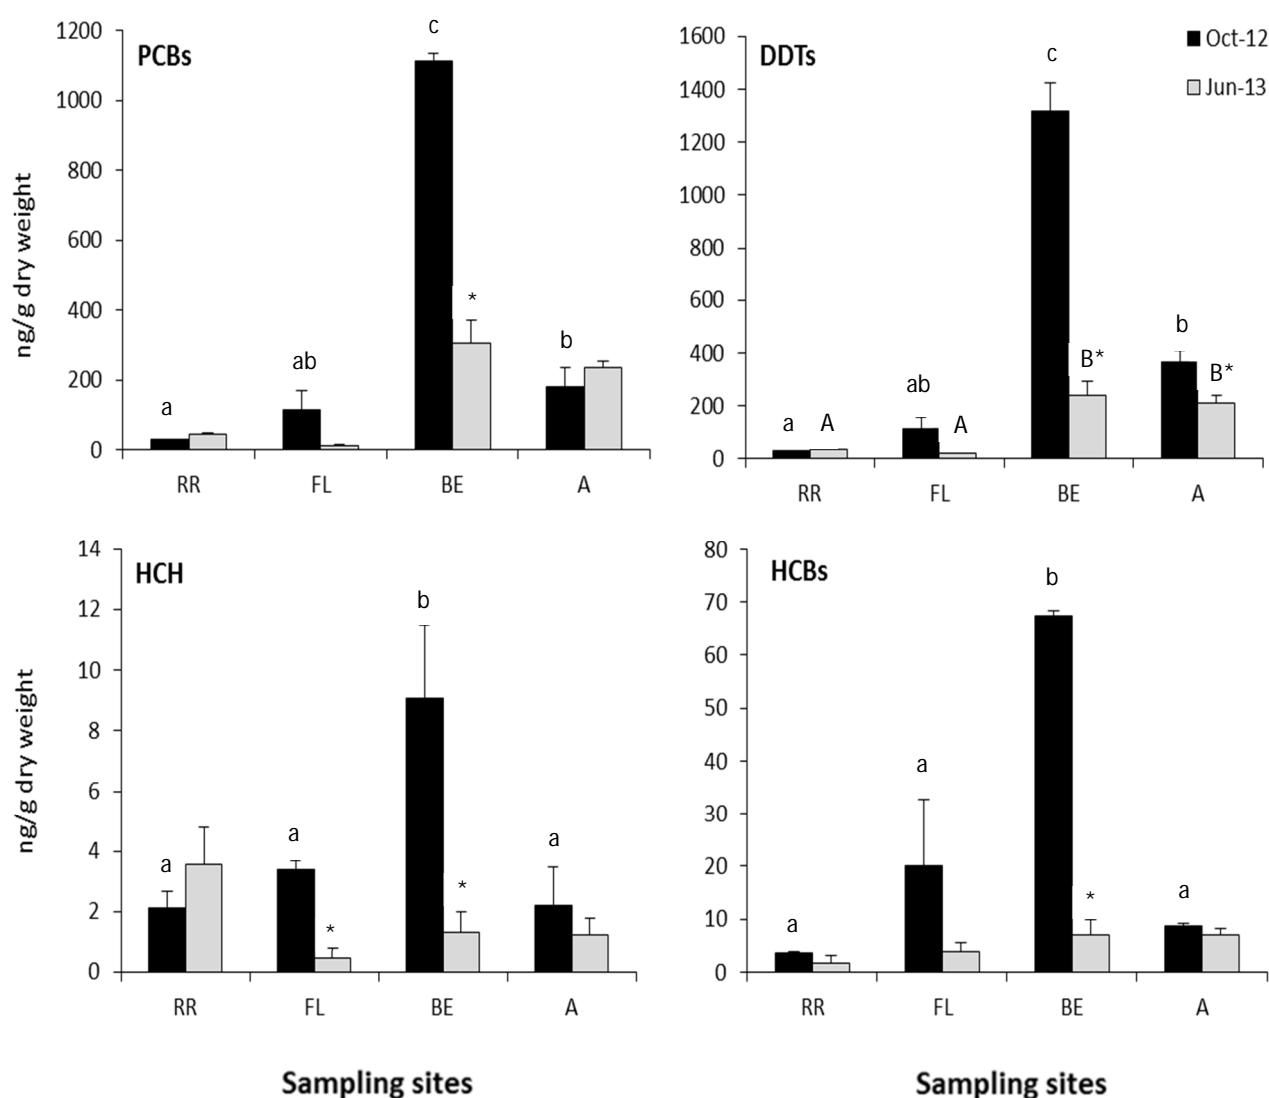 PCBs
ng/g dry weight
1200
1000
800
600
400
200
0
a
ab
c
*
b
RR FL BE A
DDTs
Oct-12
Jun-13
1600
1400
1200
1000
800
600
400
200
0
a A
ab A
c
B*
b
B*
RR FL BE A
HCH
ng/g dry weight
14
12
10
8
6
4
2
0
a
a
*
b
*
a
RR FL BE A
Sampling sites
HCBs
80
70
60
50
40
30
20
10
0
a
a
b
*
a
RR FL BE A
Sampling sites